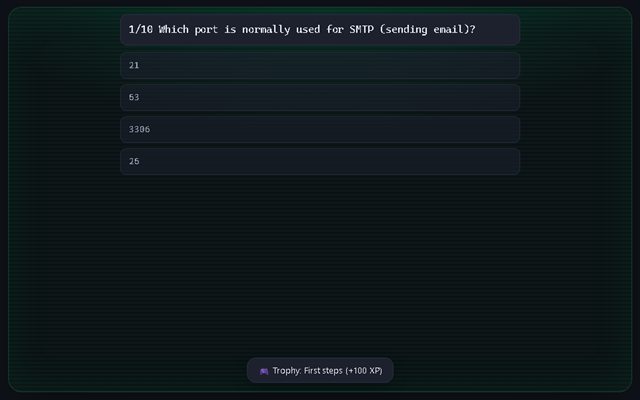 1/10 Which port is normally used for SMTP (sending email)?
21
53
3306
25
Trophy: First steps (+100 XP)